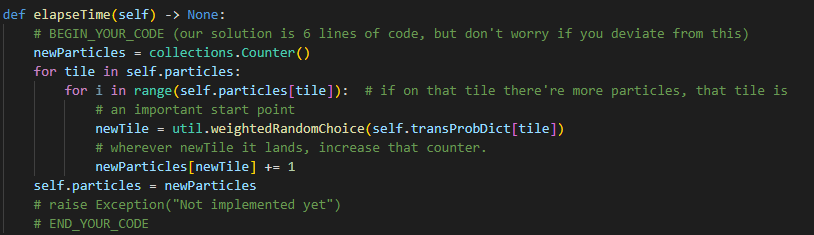 def elapseTime(self) -> None:
    # BEGIN_YOUR_CODE (our solution is 6 lines of code, but don't worry if you deviate from this)
    newParticles = collections.Counter()
    for tile in self.particles:
        for i in range(self.particles[tile]):  # if on that tile there're more particles, that tile is
            # an important start point
            newTile = util.weightedRandomChoice(self.transProbDict[tile])
            # wherever newTile it lands, increase that counter.
            newParticles[newTile] += 1
    self.particles = newParticles
    # raise Exception("Not implemented yet")
    # END_YOUR_CODE